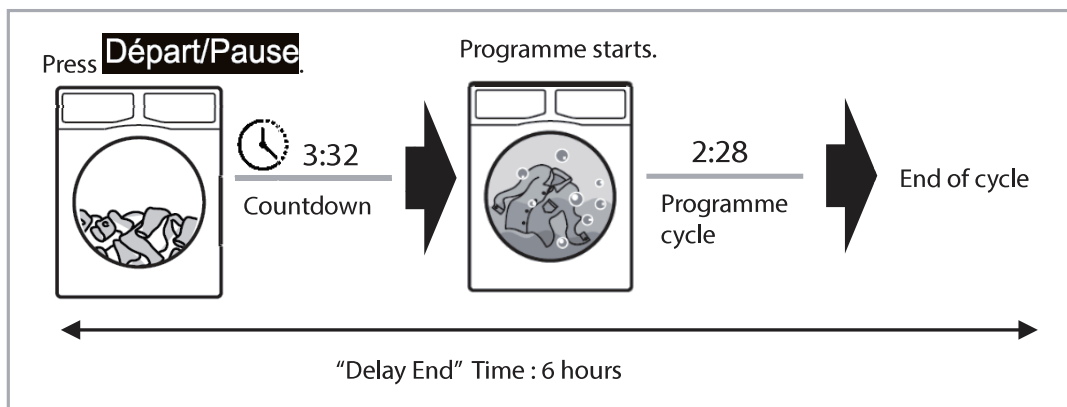 Press Départ/Pause.
Programme starts.
3:32
Countdown
2:28
Programme
cycle
End of cycle
“Delay End” Time : 6 hours